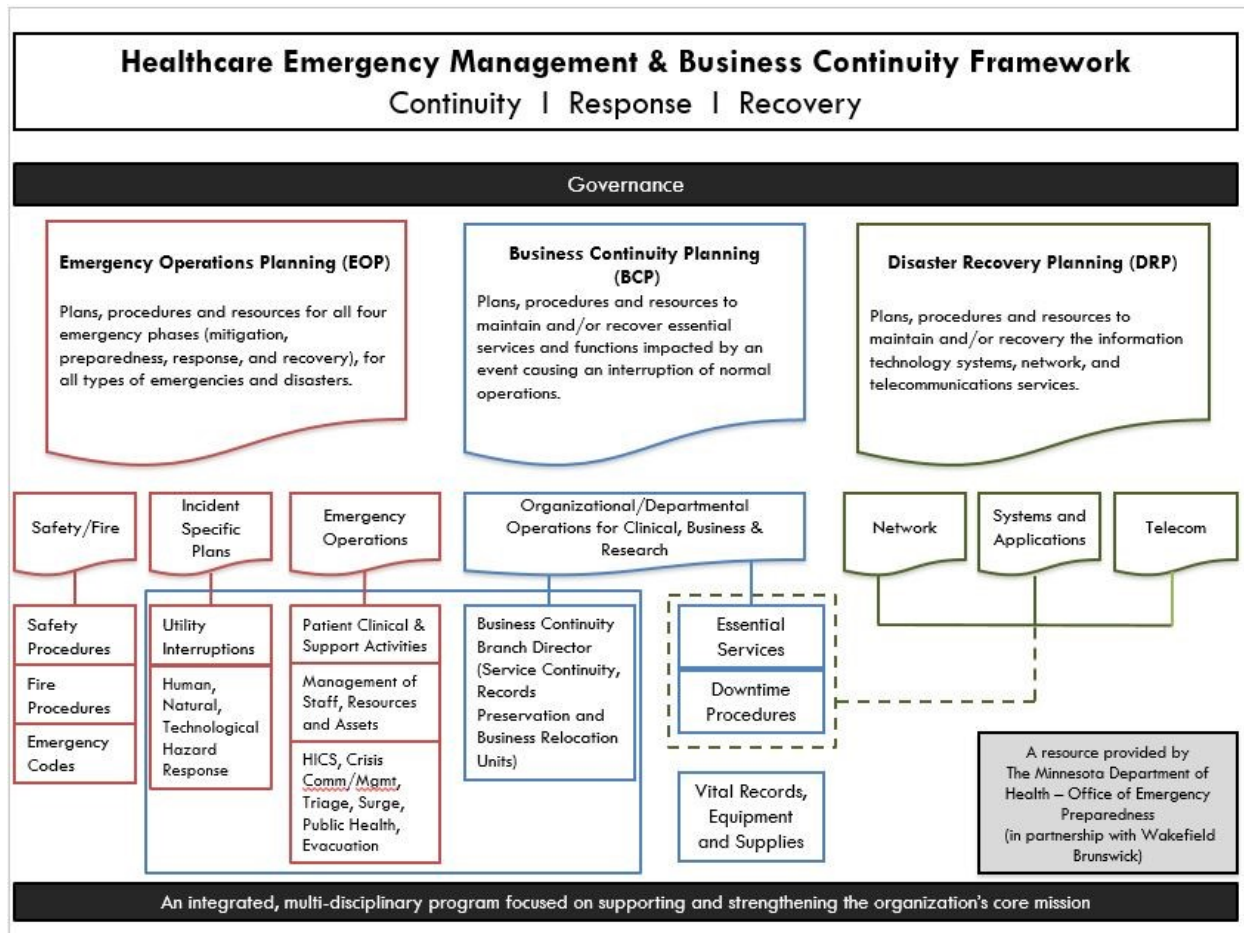 Healthcare Emergency Management & Business Continuity Framework
Continuity I Response I Recovery
Governance
Emergency Operations Planning (EOP)
Plans, procedures and resources for all four
emergency phases (mitigation,
preparedness, response, and recovery), for
all types of emergencies and disasters.
Business Continuity Planning
(BCP)
Plans, procedures and resources to
maintain and/or recover essential
services and functions impacted by an
event causing an interruption of normal
operations.
Disaster Recovery Planning (DRP)
Plans, procedures and resources to
maintain and/or recovery the information
technology systems, network, and
telecommunications services.
Safety/Fire
Incident
Specific
Plans
Emergency
Operations
Organizational/Departmental
Operations for Clinical, Business &
Research
Network
Systems and
Applications
Telecom
Safety
Procedures
Fire
Procedures
Emergency
Codes
Utility
Interruptions
Human,
Natural,
Technological
Hazard
Response
Patient Clinical &
Support Activities
Management of
Staff, Resources
and Assets
HICS, Crisis
Comm/Mgmt,
Triage, Surge,
Public Health,
Evacuation
Business Continuity
Branch Director
(Service Continuity,
Records
Preservation and
Business Relocation
Units)
Essential
Services
Downtime
Procedures
Vital Records,
Equipment
and Supplies
A resource provided by
The Minnesota Department of
Health – Office of Emergency
Preparedness
(in partnership with Wakefield
Brunswick)
An integrated, multi-disciplinary program focused on supporting and strengthening the organization's core mission